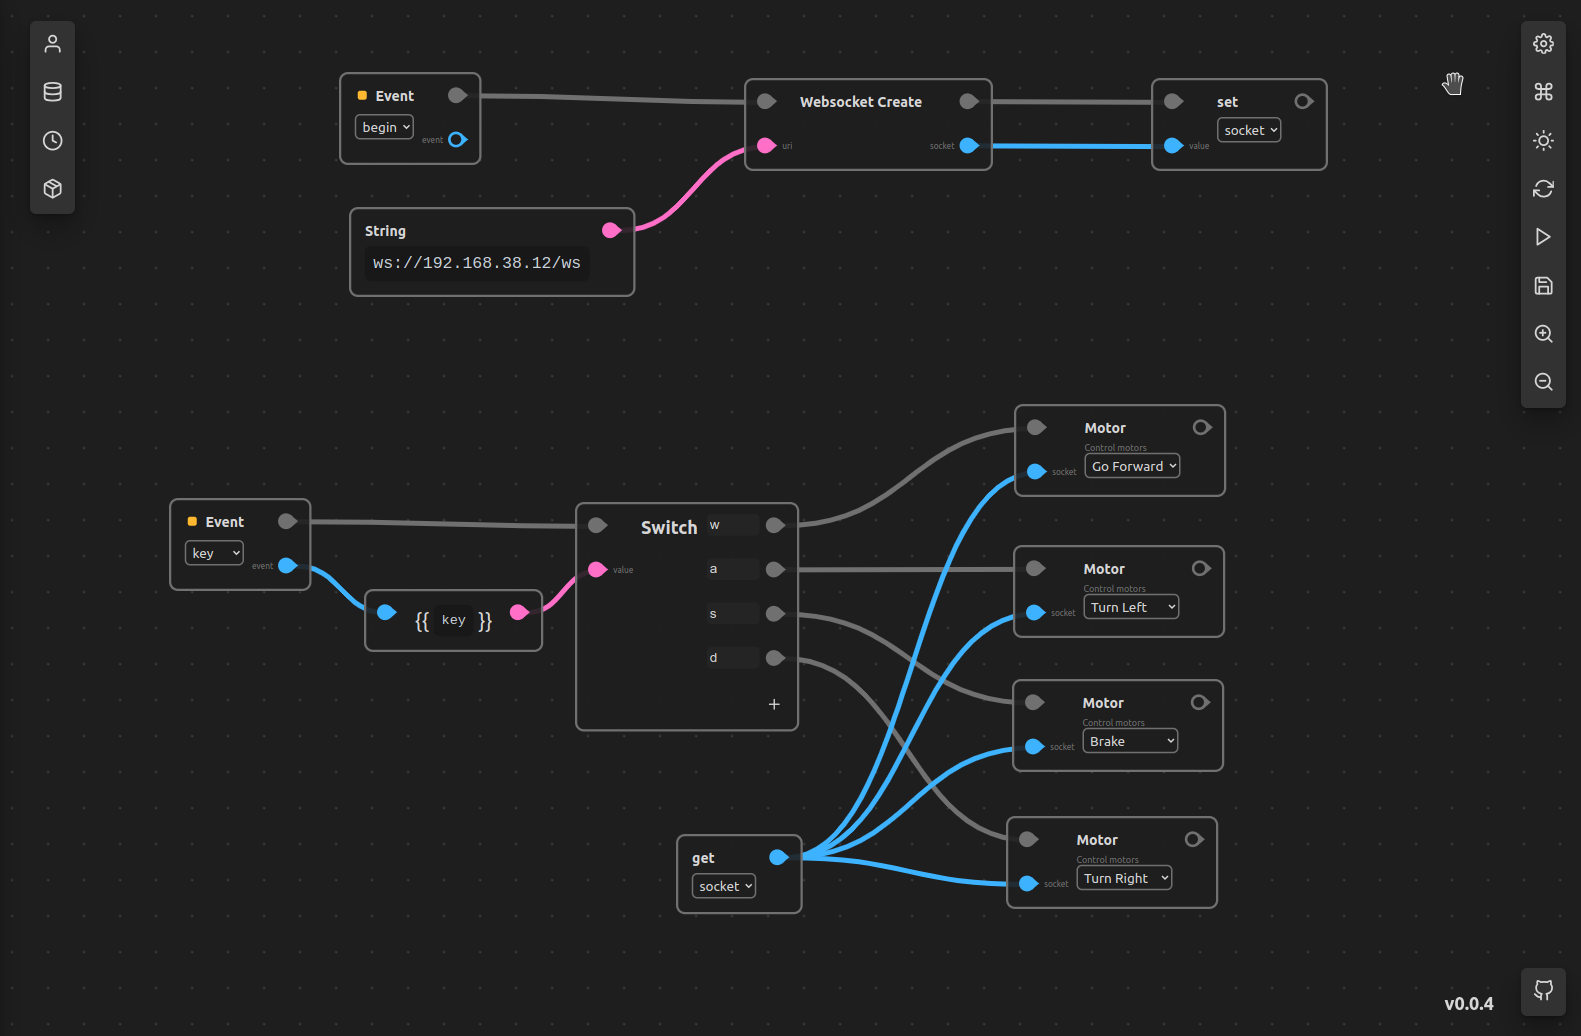 Event
begin
event
Websocket Create
uri
socket
set
socket
value
String
ws://192.168.38.12/ws
Event
key
event
{{ key }}
Switch
value
w
a
s
d
+
Motor
Control motors
Go Forward
socket
Motor
Control motors
Turn Left
socket
Motor
Control motors
Brake
socket
Motor
Control motors
Turn Right
socket
get
socket
v0.0.4